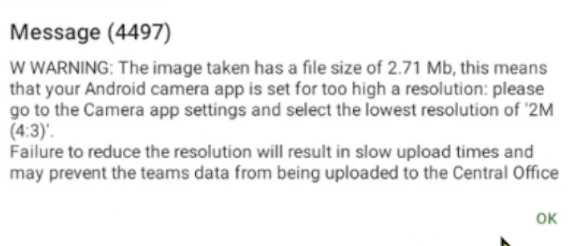 Message (4497)
W WARNING: The image taken has a file size of 2.71 Mb, this means
that your Android camera app is set for too high a resolution: please
go to the Camera app settings and select the lowest resolution of '2M
(4:3)'.
Failure to reduce the resolution will result in slow upload times and
may prevent the teams data from being uploaded to the Central Office
OK